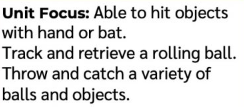 Unit Focus: Able to hit objects
with hand or bat.
Track and retrieve a rolling ball.
Throw and catch a variety of
balls and objects.